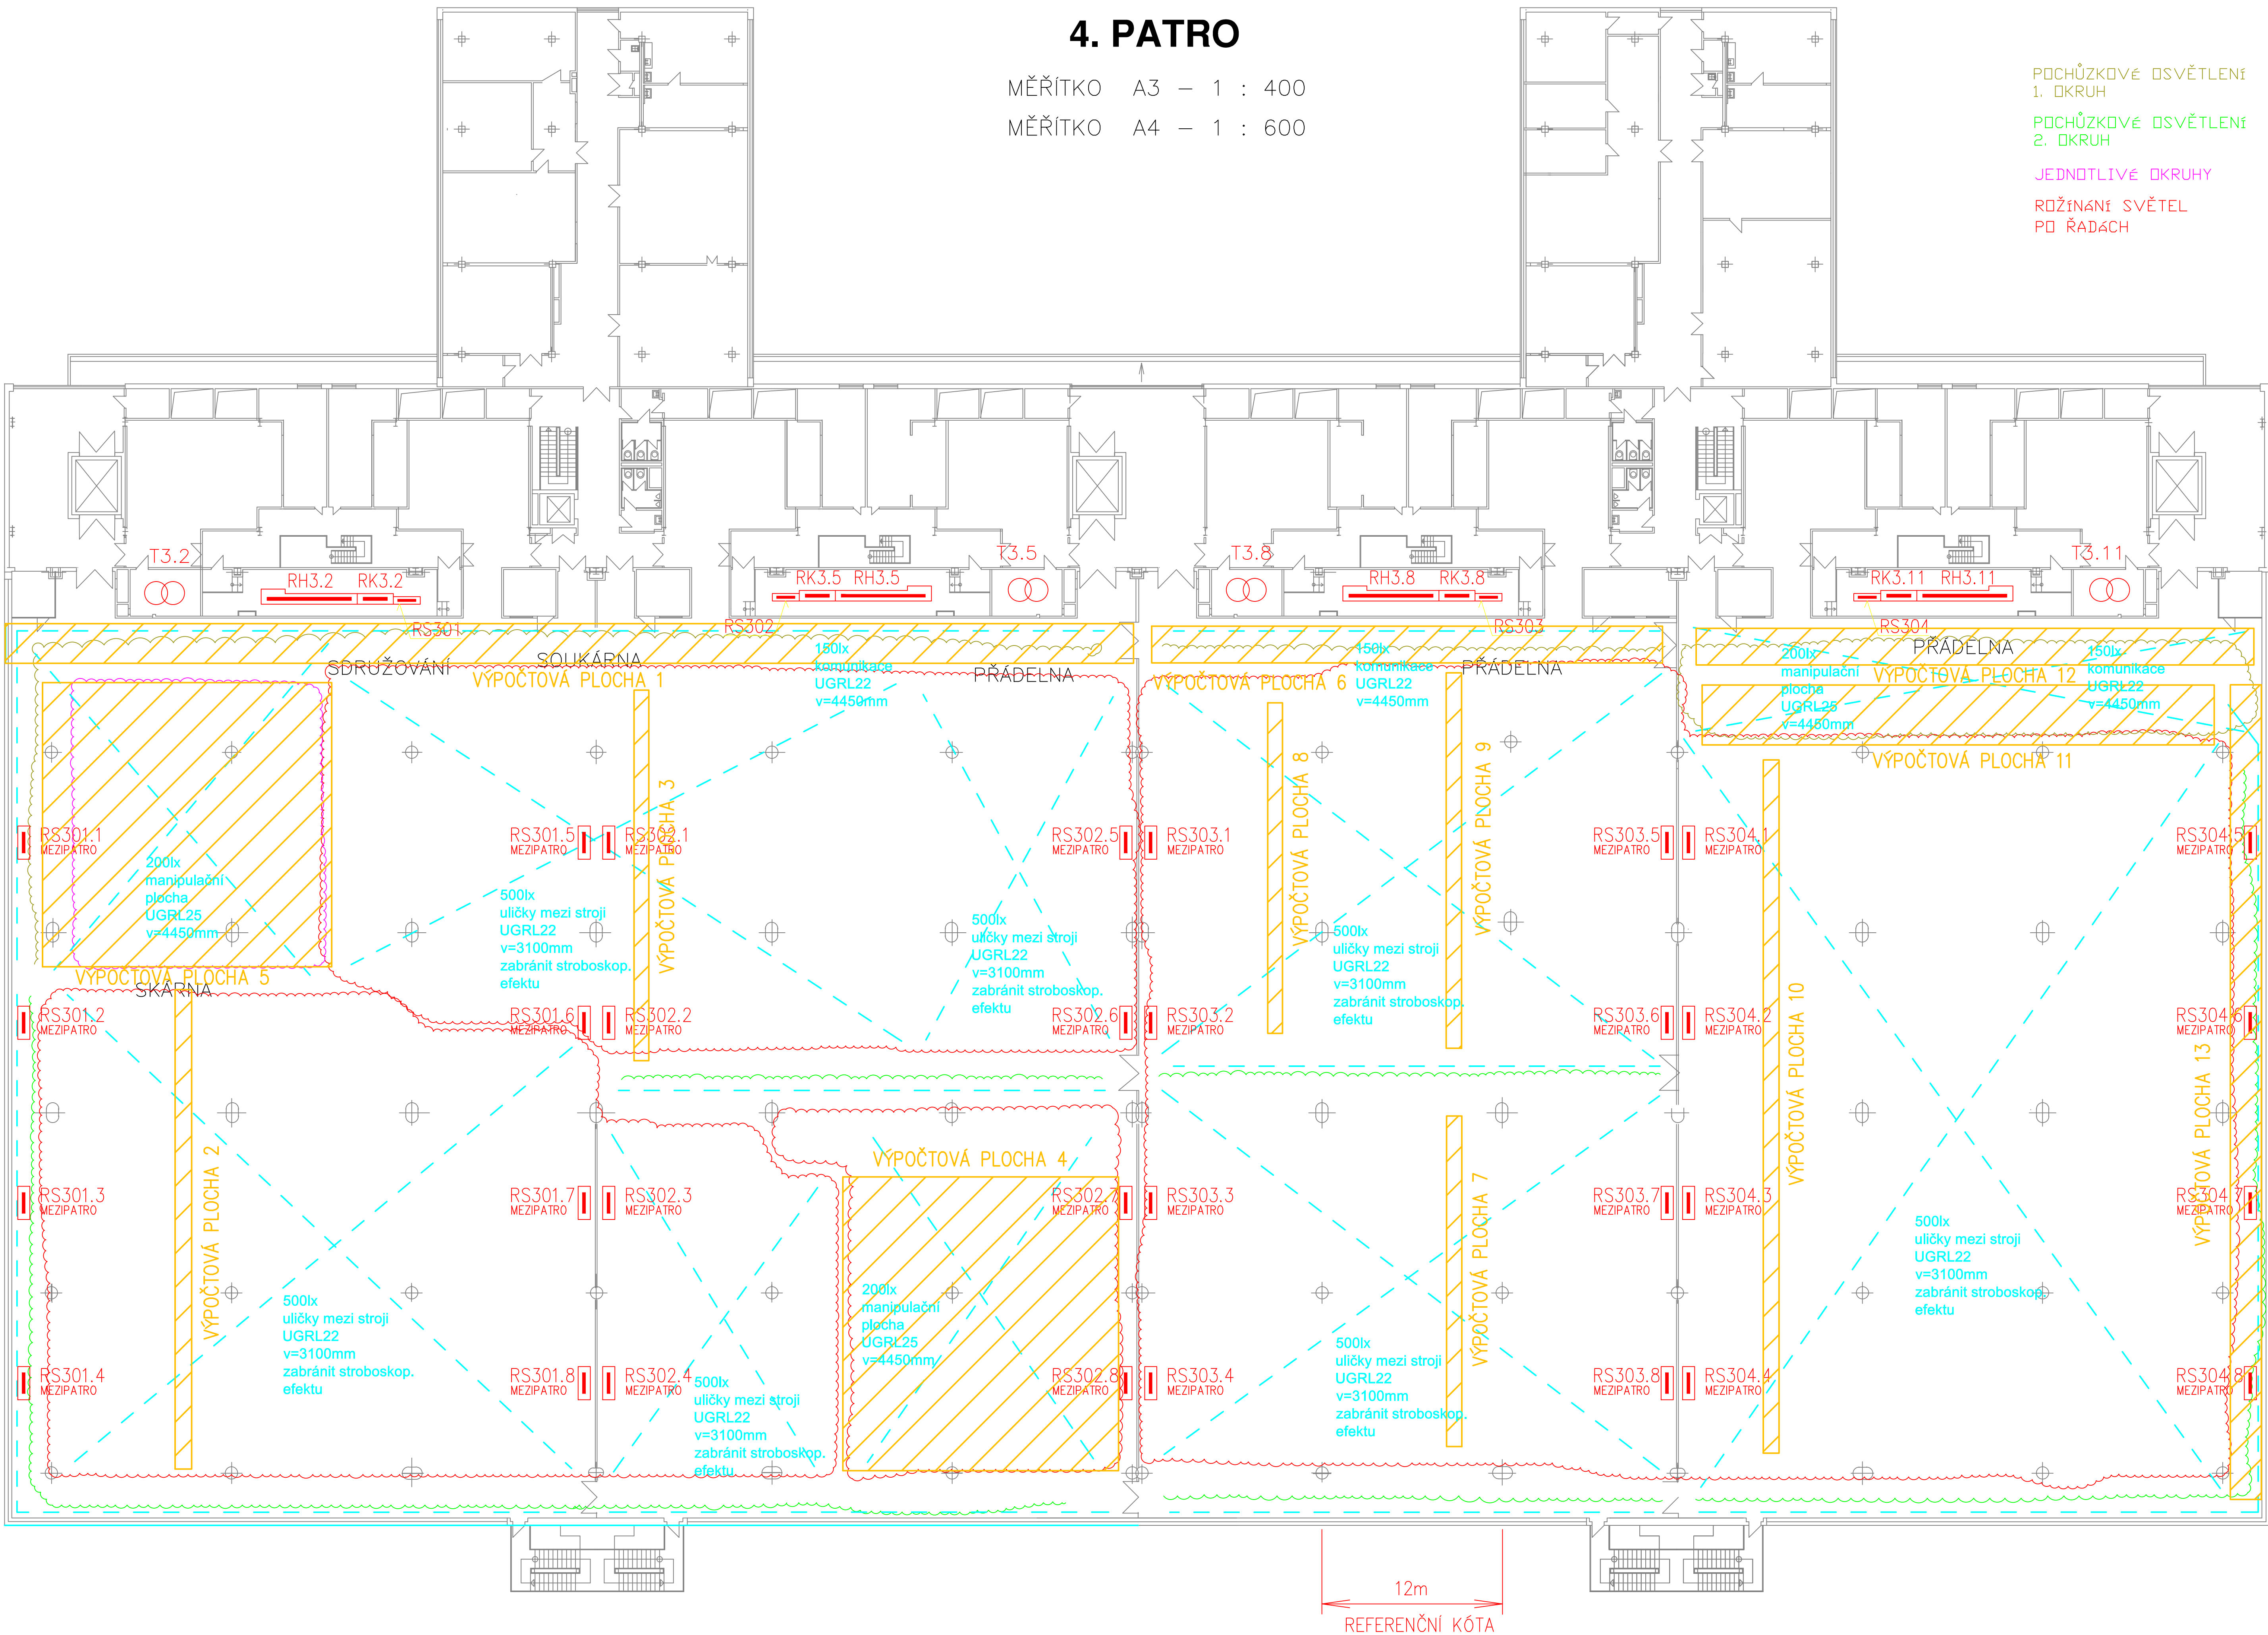 4. PATRO
MĚŘÍTKO A3 – 1 : 400
MĚŘÍTKO A4 – 1 : 600
POCHŮZKOVÉ OSVĚTLENÍ
1. OKRUH
POCHŮZKOVÉ OSVĚTLENÍ
2. OKRUH
JEDNOTLIVÉ OKRUHY
ROŽÍNÁNÍ SVĚTEL
PO ŘADÁCH
T3.2
RH3.2 RK3.2
RS301
RK3.5 RH3.5
T3.5
RS302
T3.8
RH3.8 RK3.8
RS303
RK3.11 RH3.11
T3.11
RS304
SDRUŽOVÁNÍ
SOUKÁRNA
VÝPOČTOVÁ PLOCHA 1
150lx
komunikace
UGRL22
v=4450mm
PŘÁDELNA
VÝPOČTOVÁ PLOCHA 6
150lx
komunikace
UGRL22
v=4450mm
PŘÁDELNA
200lx
manipulační
plocha
UGRL25
v=4450mm
PŘÁDELNA
VÝPOČTOVÁ PLOCHA 12
150lx
komunikace
UGRL22
v=4450mm
VÝPOČTOVÁ PLOCHA 11
VÝPOČTOVÁ PLOCHA 3
VÝPOČTOVÁ PLOCHA 8
VÝPOČTOVÁ PLOCHA 9
RS301.1
MEZIPATRO
RS301.5
MEZIPATRO
RS302.1
MEZIPATRO
RS302.5
MEZIPATRO
RS303.1
MEZIPATRO
RS303.5
MEZIPATRO
RS304.1
MEZIPATRO
RS304.5
MEZIPATRO
200lx
manipulační
plocha
UGRL25
v=4450mm
500lx
uličky mezi stroji
UGRL22
v=3100mm
zabránit stroboskop.
efektu
500lx
uličky mezi stroji
UGRL22
v=3100mm
zabránit stroboskop.
efektu
500lx
uličky mezi stroji
UGRL22
v=3100mm
zabránit stroboskop.
efektu
VÝPOČTOVÁ PLOCHA 5
SKÁRNA
RS301.2
MEZIPATRO
RS301.6
MEZIPATRO
RS302.2
MEZIPATRO
RS302.6
MEZIPATRO
RS303.2
MEZIPATRO
RS303.6
MEZIPATRO
RS304.2
MEZIPATRO
RS304.6
MEZIPATRO
VÝPOČTOVÁ PLOCHA 10
VÝPOČTOVÁ PLOCHA 13
VÝPOČTOVÁ PLOCHA 2
VÝPOČTOVÁ PLOCHA 4
VÝPOČTOVÁ PLOCHA 7
RS301.3
MEZIPATRO
RS301.7
MEZIPATRO
RS302.3
MEZIPATRO
RS302.7
MEZIPATRO
RS303.3
MEZIPATRO
RS303.7
MEZIPATRO
RS304.3
MEZIPATRO
RS304.7
MEZIPATRO
500lx
uličky mezi stroji
UGRL22
v=3100mm
zabránit stroboskop.
efektu
500lx
uličky mezi stroji
UGRL22
v=3100mm
zabránit stroboskop.
efektu
200lx
manipulační
plocha
UGRL25
v=4450mm
500lx
uličky mezi stroji
UGRL22
v=3100mm
zabránit stroboskop.
efektu
500lx
uličky mezi stroji
UGRL22
v=3100mm
zabránit stroboskop.
efektu
RS301.4
MEZIPATRO
RS301.8
MEZIPATRO
RS302.4
MEZIPATRO
RS302.8
MEZIPATRO
RS303.4
MEZIPATRO
RS303.8
MEZIPATRO
RS304.4
MEZIPATRO
RS304.8
MEZIPATRO
12m
REFERENČNÍ KÓTA